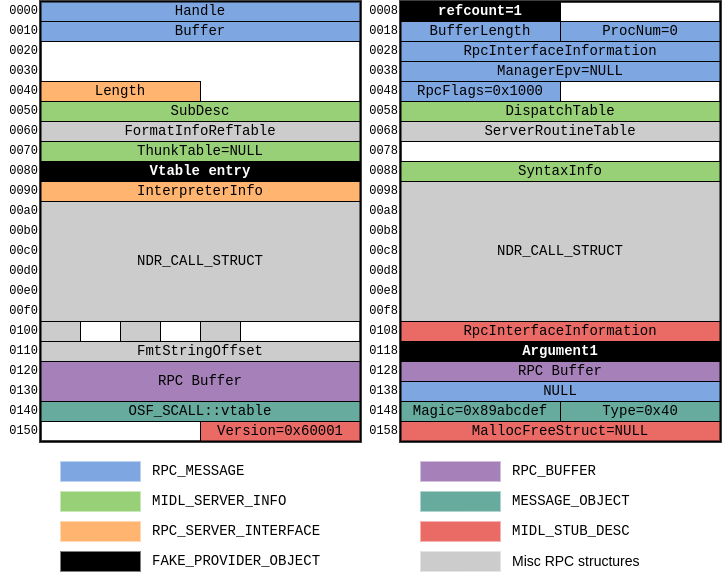 0000 Handle 0008 refcount=1
0010 Buffer 0018 BufferLength ProcNum=0
0020 0028 RpcInterfaceInformation
0030 0038 ManagerEpv=NULL
0040 Length 0048 RpcFlags=0x1000
0050 SubDesc 0058 DispatchTable
0060 FormatInfoRefTable 0068 ServerRoutineTable
0070 ThunkTable=NULL 0078
0080 Vtable entry 0088 SyntaxInfo
0090 InterpreterInfo 0098
00a0 00a8
00b0 00b8
00c0 NDR_CALL_STRUCT 00c8 NDR_CALL_STRUCT
00d0 00d8
00e0 00e8
00f0 00f8
0100 0108 RpcInterfaceInformation
0110 FmtStringOffset 0118 Argument1
0120 RPC Buffer 0128 RPC Buffer
0130 0138 NULL
0140 OSF_SCALL::vtable 0148 Magic=0x89abcdef Type=0x40
0150 Version=0x60001 0158 MallocFreeStruct=NULL
RPC_MESSAGE RPC_BUFFER
MIDL_SERVER_INFO MESSAGE_OBJECT
RPC_SERVER_INTERFACE MIDL_STUB_DESC
FAKE_PROVIDER_OBJECT Misc RPC structures